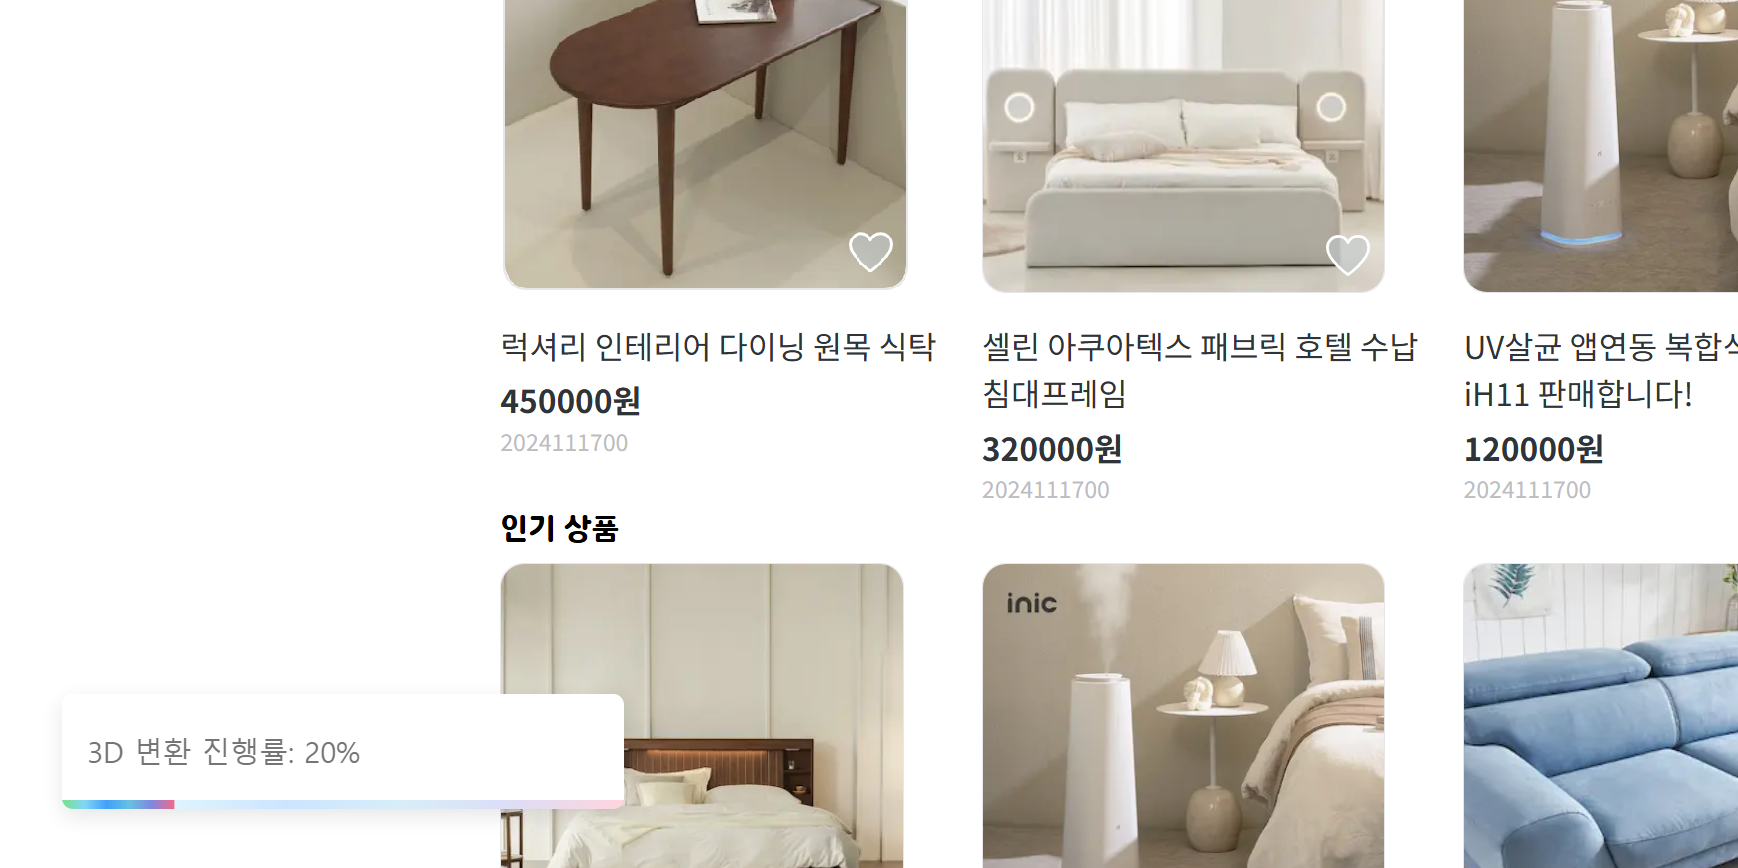 럭셔리 인테리어 다이닝 원목 식탁
450000원
2024111700
셀린 아쿠아텍스 패브릭 호텔 수납
침대프레임
320000원
2024111700
UV살균 앱연동 복합
iH11 판매합니다!
120000원
2024111700
인기 상품
inic
3D 변환 진행률: 20%